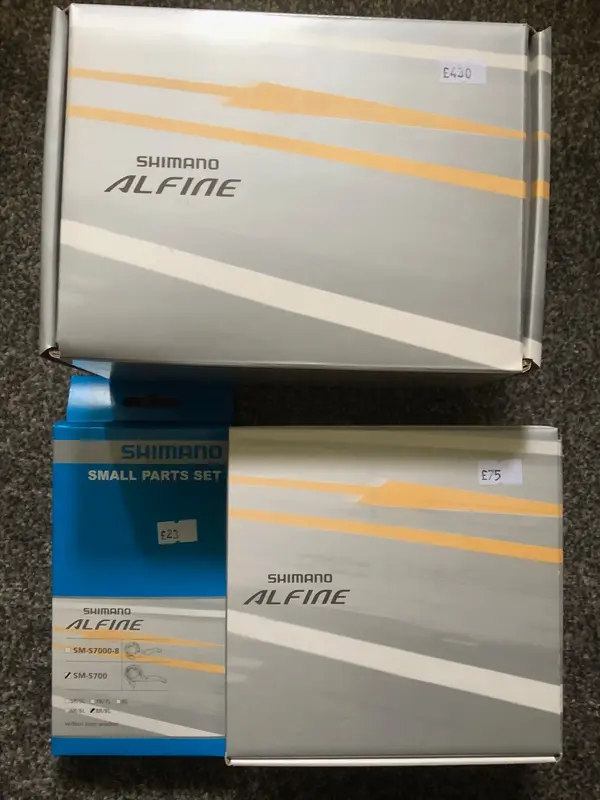 £430
SHIMANO
ALFINE
SHIMANO
SMALL PARTS SET
£23
SHIMANO
ALFINE
SM-S7000-8
SM-S700
£75
SHIMANO
ALFINE